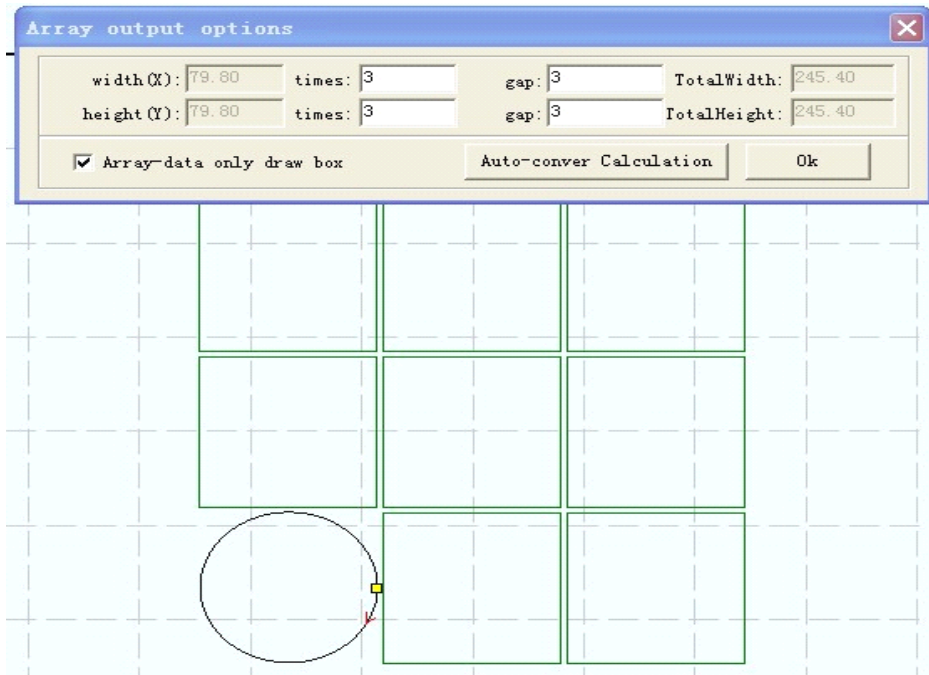 Array output options
width(X): 79.80 times: 3 gap: 3 TotalWidth: 245.40
height(Y): 79.80 times: 3 gap: 3 TotalHeight: 245.40
Array-data only draw box Auto-conver Calculation Ok